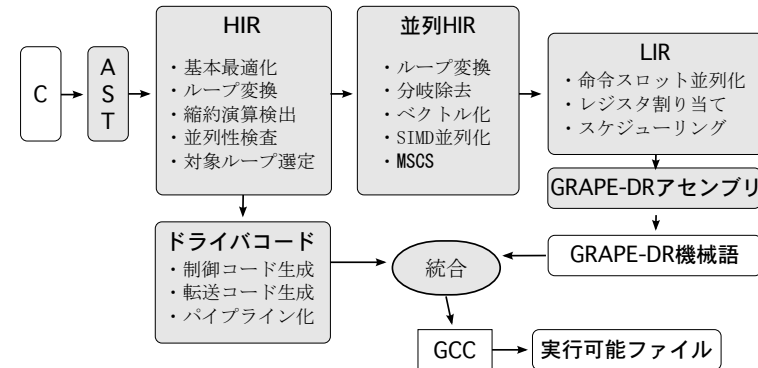 C
A
S
T
HIR
・基本最適化
・ループ変換
・縮約演算検出
・並列性検査
・対象ループ選定
並列HIR
・ループ変換
・分岐除去
・ベクトル化
・SIMD並列化
・MSCS
LIR
・命令スロット並列化
・レジスタ割り当て
・スケジューリング
GRAPE-DRアセンブリ
GRAPE-DR機械語
ドライバコード
・制御コード生成
・転送コード生成
・パイプライン化
統合
GCC
実行可能ファイル